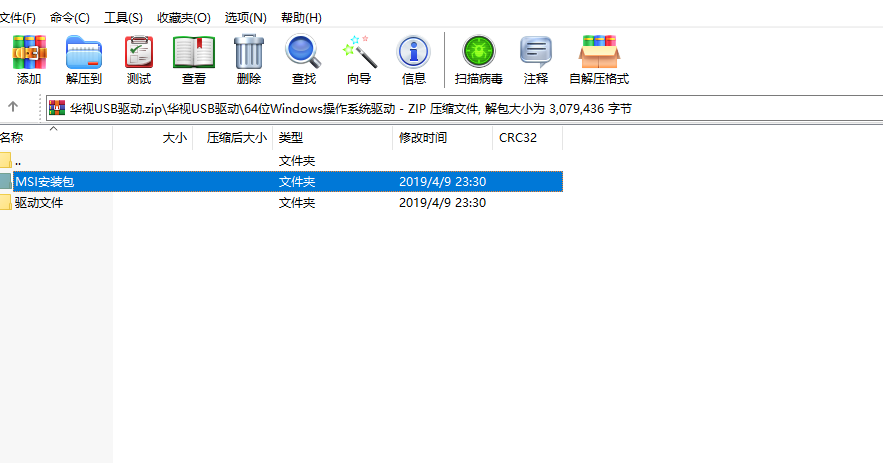 文件(F) 命令(C) 工具(S) 收藏夹(O) 选项(N) 帮助(H)
添加 解压到 测试 查看 删除 查找 向导 信息 扫描病毒 注释 自解压格式
华视USB驱动.zip\华视USB驱动\64位Windows操作系统驱动 - ZIP 压缩文件, 解包大小为 3,079,436 字节
名称 大小 压缩后大小 类型 修改时间 CRC32
.. 文件夹
MSI安装包 文件夹 2019/4/9 23:30
驱动文件 文件夹 2019/4/9 23:30